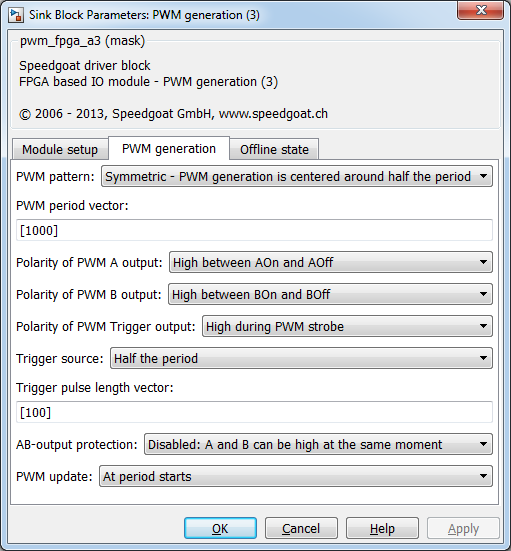 Sink Block Parameters: PWM generation (3)
pwm_fpga_a3 (mask)
Speedgoat driver block
FPGA based IO module - PWM generation (3)
© 2006 - 2013, Speedgoat GmbH, www.speedgoat.ch
Module setup PWM generation Offline state
PWM pattern: Symmetric - PWM generation is centered around half the period
PWM period vector:
[1000]
Polarity of PWM A output: High between AOn and AOff
Polarity of PWM B output: High between BOn and BOff
Polarity of PWM Trigger output: High during PWM strobe
Trigger source: Half the period
Trigger pulse length vector:
[100]
AB-output protection: Disabled: A and B can be high at the same moment
PWM update: At period starts
OK Cancel Help Apply